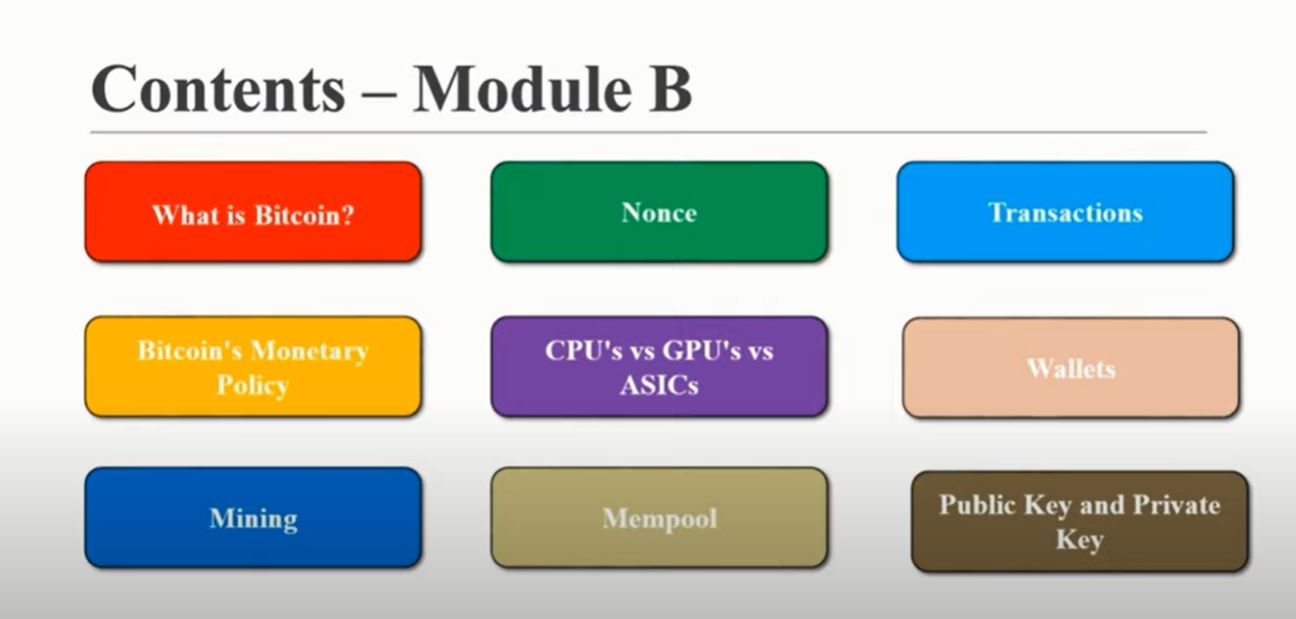 Contents – Module B
What is Bitcoin?
Nonce
Transactions
Bitcoin's Monetary
Policy
CPU's vs GPU's vs
ASICs
Wallets
Mining
Mempool
Public Key and Private
Key